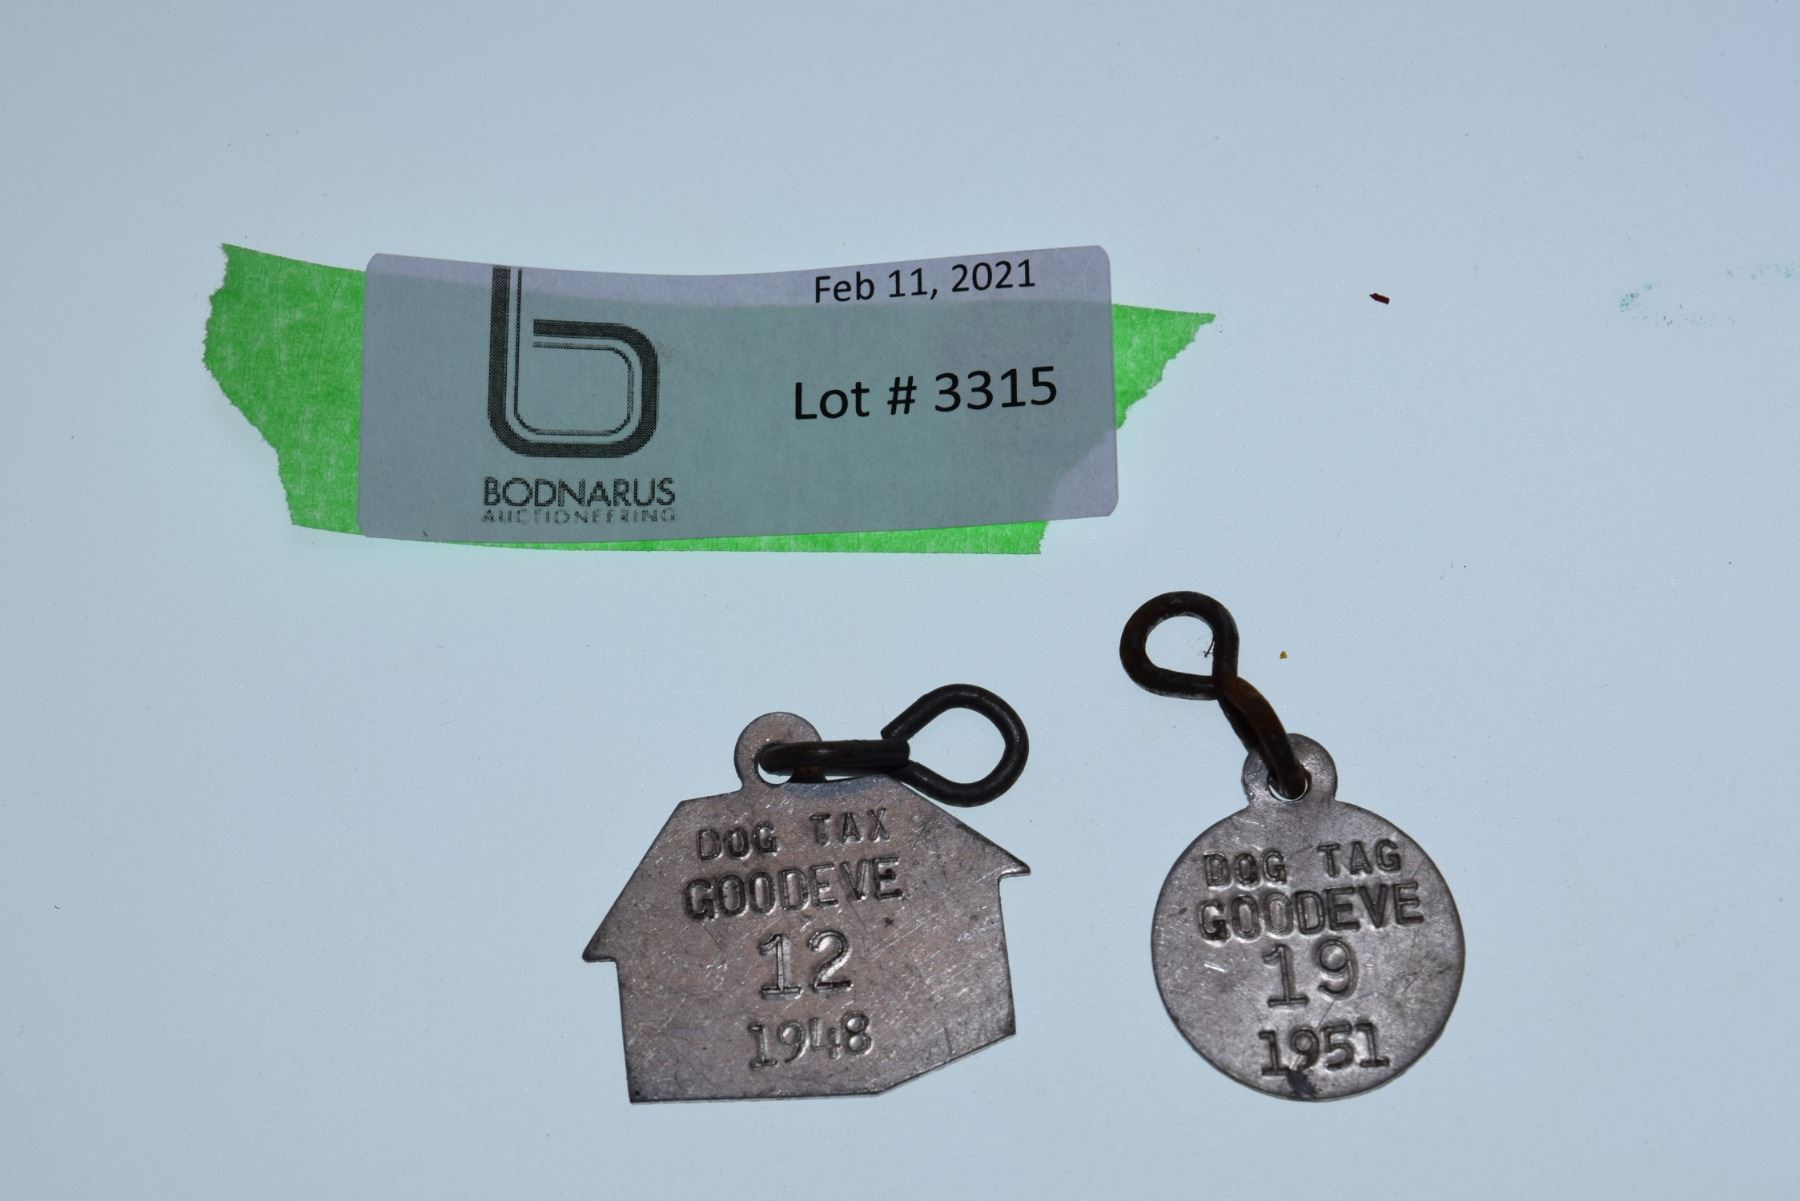 Feb 11, 2021
Lot # 3315
b
BODNARUS
AUCTIONEERING
DOG TAX
GOODEVE
12
1948
DOG TAG
GOODEVE
19
1951